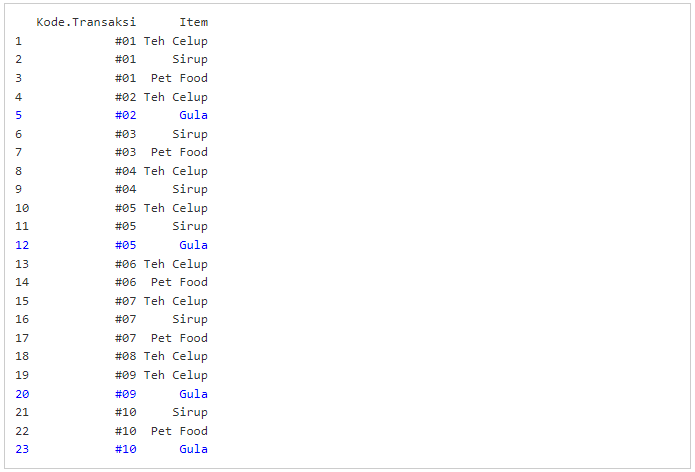 Kode.Transaksi Item
1 #01 Teh Celup
2 #01 Sirup
3 #01 Pet Food
4 #02 Teh Celup
5 #02 Gula
6 #03 Sirup
7 #03 Pet Food
8 #04 Teh Celup
9 #04 Sirup
10 #05 Teh Celup
11 #05 Sirup
12 #05 Gula
13 #06 Teh Celup
14 #06 Pet Food
15 #07 Teh Celup
16 #07 Sirup
17 #07 Pet Food
18 #08 Teh Celup
19 #09 Teh Celup
20 #09 Gula
21 #10 Sirup
22 #10 Pet Food
23 #10 Gula